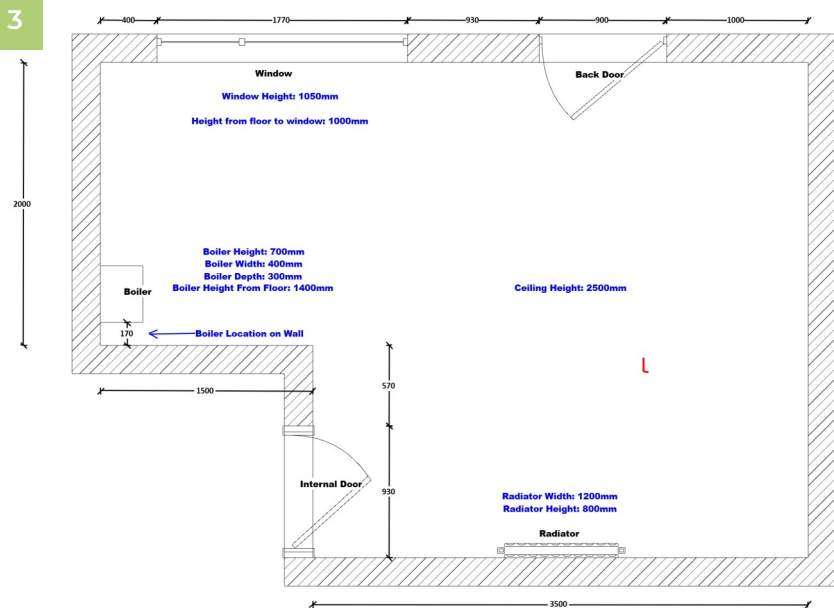 3
400
1770
930
900
1000
Window
Back Door
Window Height: 1050mm
Height from floor to window: 1000mm
2000
Boiler Height: 700mm
Boiler Width: 400mm
Boiler Depth: 300mm
Boiler Height From Floor: 1400mm
Ceiling Height: 2500mm
Boiler
170
Boiler Location on Wall
570
1500
Internal Door
930
Radiator Width: 1200mm
Radiator Height: 800mm
Radiator
3500